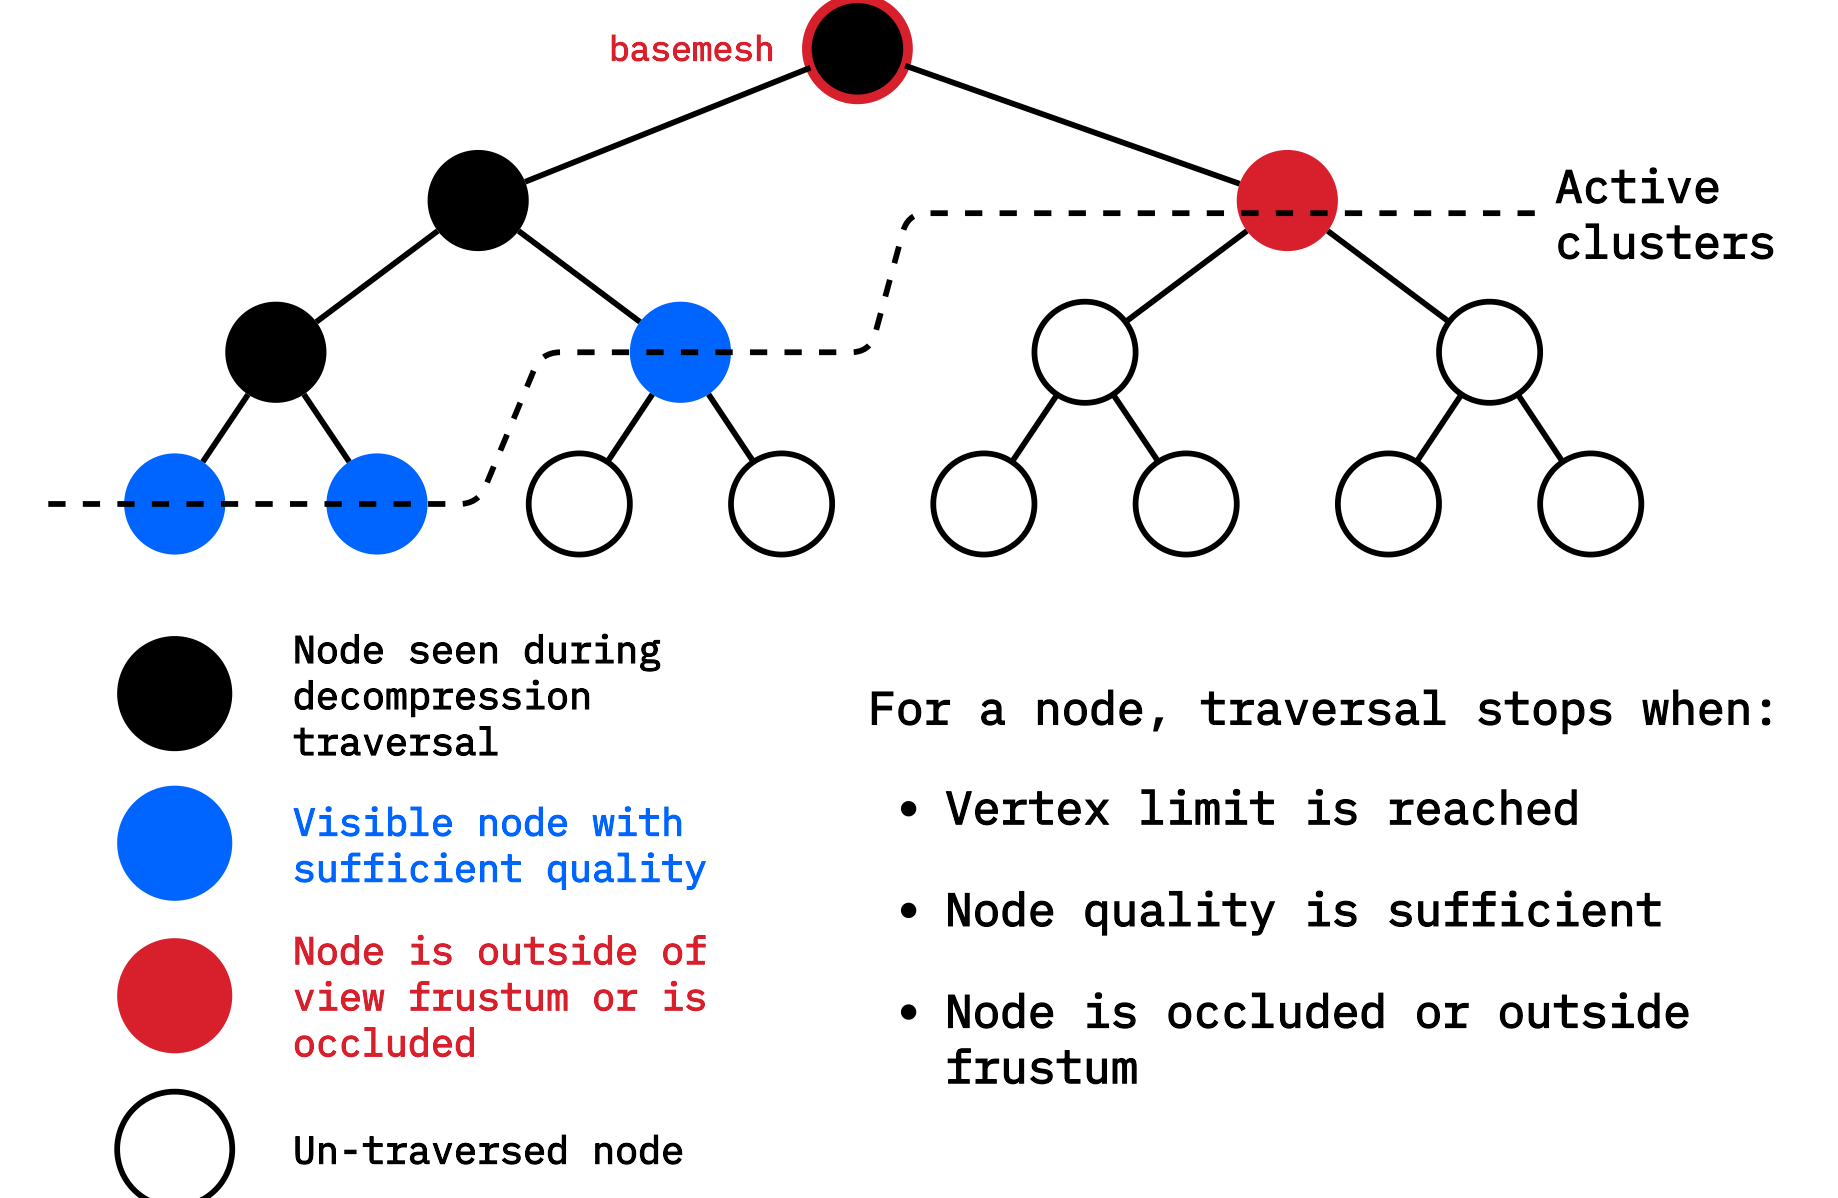 basemesh
Active
clusters
Node seen during
decompression
traversal
Visible node with
sufficient quality
Node is outside of
view frustum or is
occluded
Un-traversed node
For a node, traversal stops when:
• Vertex limit is reached
• Node quality is sufficient
• Node is occluded or outside
frustum